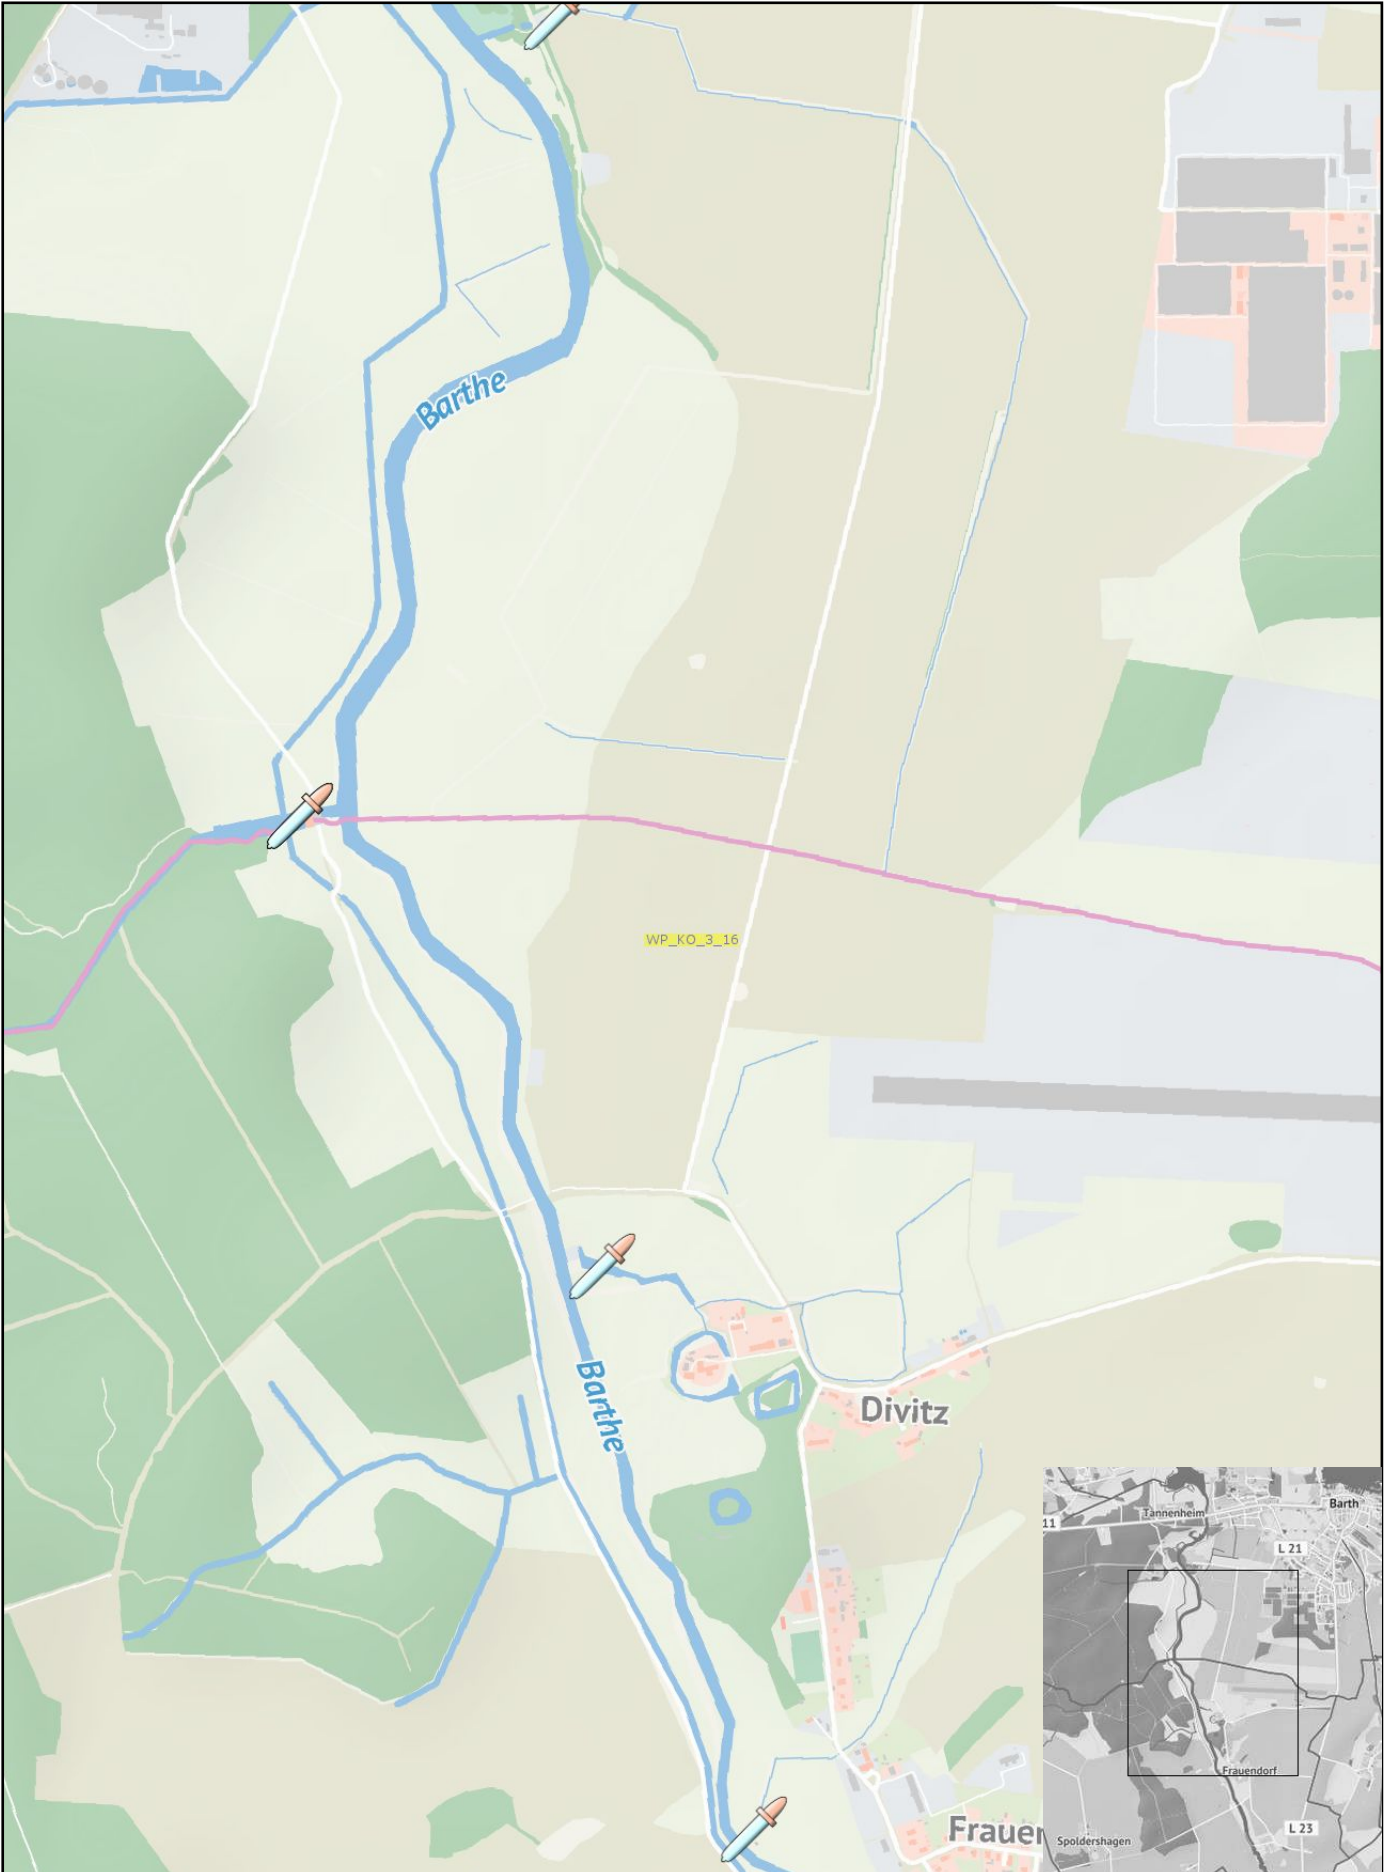 Barthe
WP_KO_3_16
Barthe
Divitz
Frauen
11
Tannenheim
Barth
L 21
Frauendorf
L 23
Spoldershagen